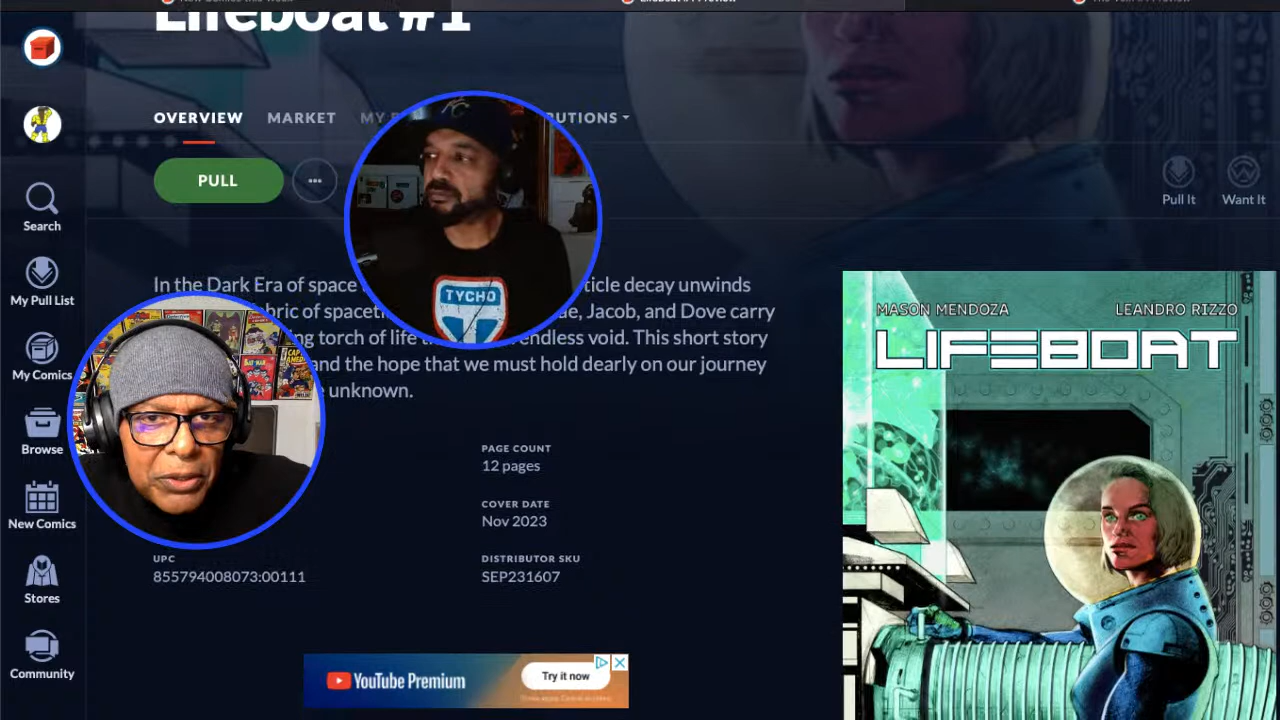 Lifeboat #1
OVERVIEW MARKET MY
BUTIONS
PULL
Pull It Want It
Search
My Pull List
My Comics
Browse
New Comics
Stores
Community
In the Dark Era of space ticle decay unwinds
bric of spaceti e, Jacob, and Dove carry
ng torch of life endless void. This short story
and the hope that we must hold dearly on our journey
unknown.
PAGE COUNT
12 pages
COVER DATE
Nov 2023
UPC
855794008073:00111
DISTRIBUTOR SKU
SEP231607
TYCHO
MASON MENDOZA LEANDRO RIZZO
LIFEBOAT
YouTube Premium Try it now